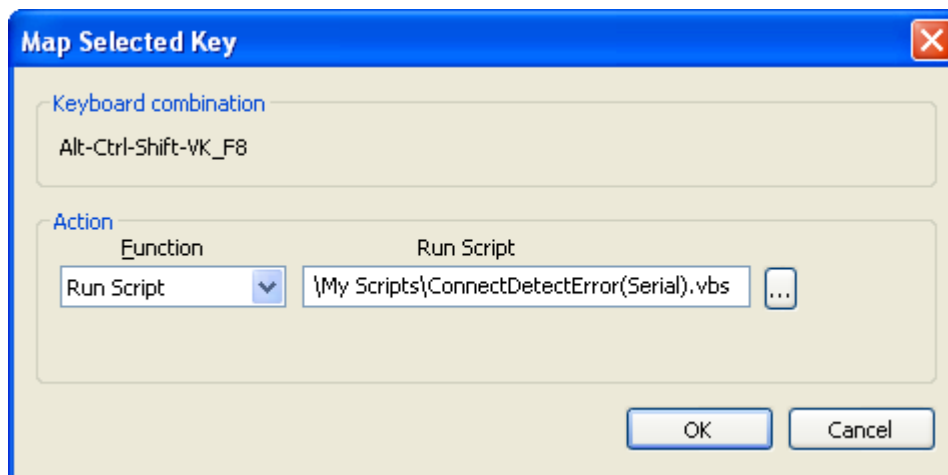 Map Selected Key
Keyboard combination
Alt-Ctrl-Shift-VK_F8
Action
Function Run Script
Run Script \My Scripts\ConnectDetectError(Serial).vbs ...
OK Cancel